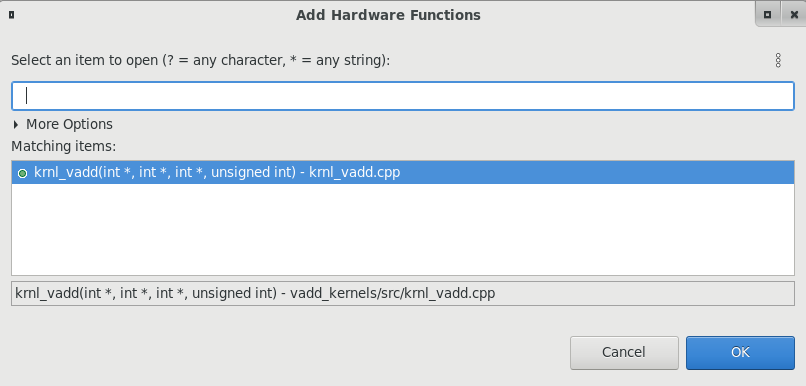 Add Hardware Functions
Select an item to open (? = any character, * = any string):
More Options
Matching items:
krnl_vadd(int *, int *, int *, unsigned int) - krnl_vadd.cpp
krnl_vadd(int *, int *, int *, unsigned int) - vadd_kernels/src/krnl_vadd.cpp
Cancel OK